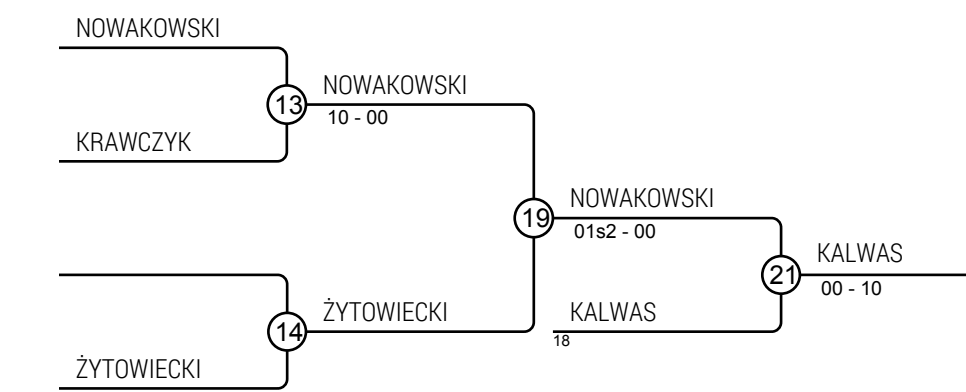 NOWAKOWSKI
13
NOWAKOWSKI
10 - 00
KRAWCZYK
19
NOWAKOWSKI
01s2 - 00
21
KALWAS
00 - 10
14
ŻYTOWIECKI
KALWAS
18
ŻYTOWIECKI